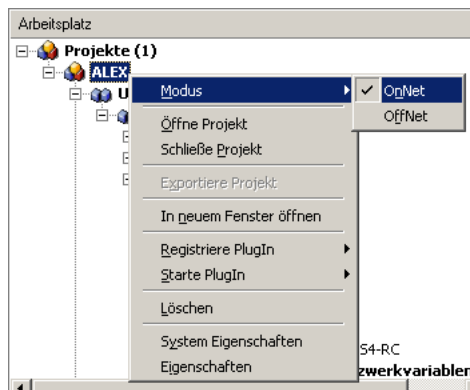 Arbeitsplatz
Projekte (1)
ALEX
U
Modus
OnNet
OffNet
Öffne Projekt
Schließe Projekt
Exportiere Projekt
In neuem Fenster öffnen
Registriere PlugIn
Starte PlugIn
Löschen
System Eigenschaften
S4-RC
Eigenschaften
zwerkvariablen